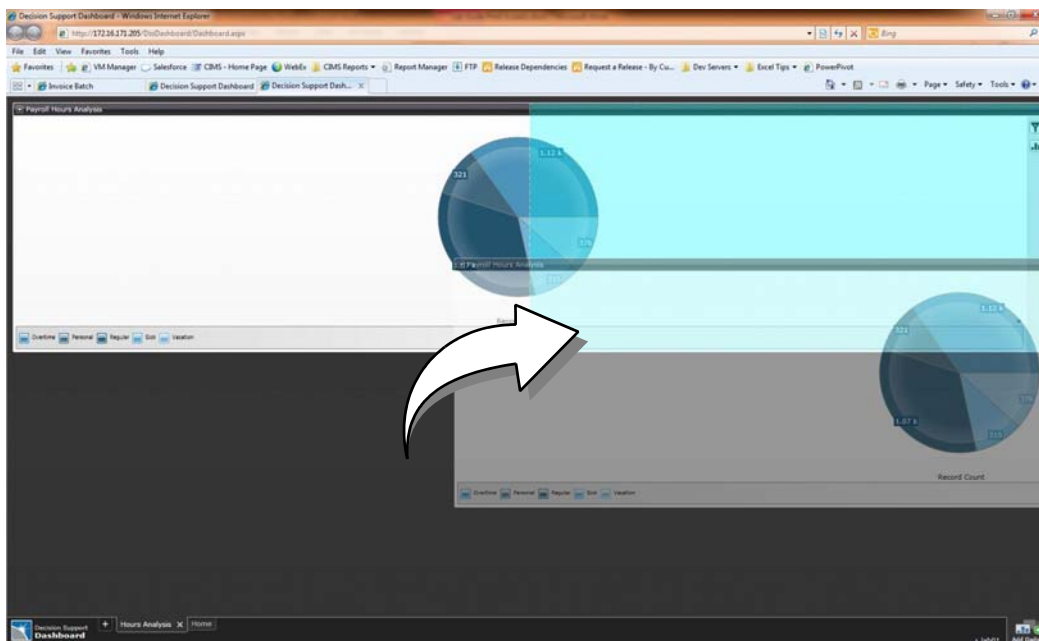 Decision Support Dashboard - Windows Internet Explorer
http://172.16.171.205/DssDashboard/Dashboard.aspx
Bing
File Edit View Favorites Tools Help
Favorites VM Manager Salesforce CIMS - Home Page WebEx CIMS Reports Report Manager FTP Release Dependencies Request a Release - By Cu... Dev Servers Excel Tips PowerPivot
Invoice Batch Decision Support Dashboard Decision Support Dash... X Page Safety Tools
Payroll Hours Analysis
1.12 k
321
376
Payroll Hours Analysis
Overtime Personal Regular Sick Vacation
1.12 k
321
376
1.07 k
315
Record Count
Overtime Personal Regular Sick Vacation
Decision Support
Dashboard
+ Hours Analysis X Home